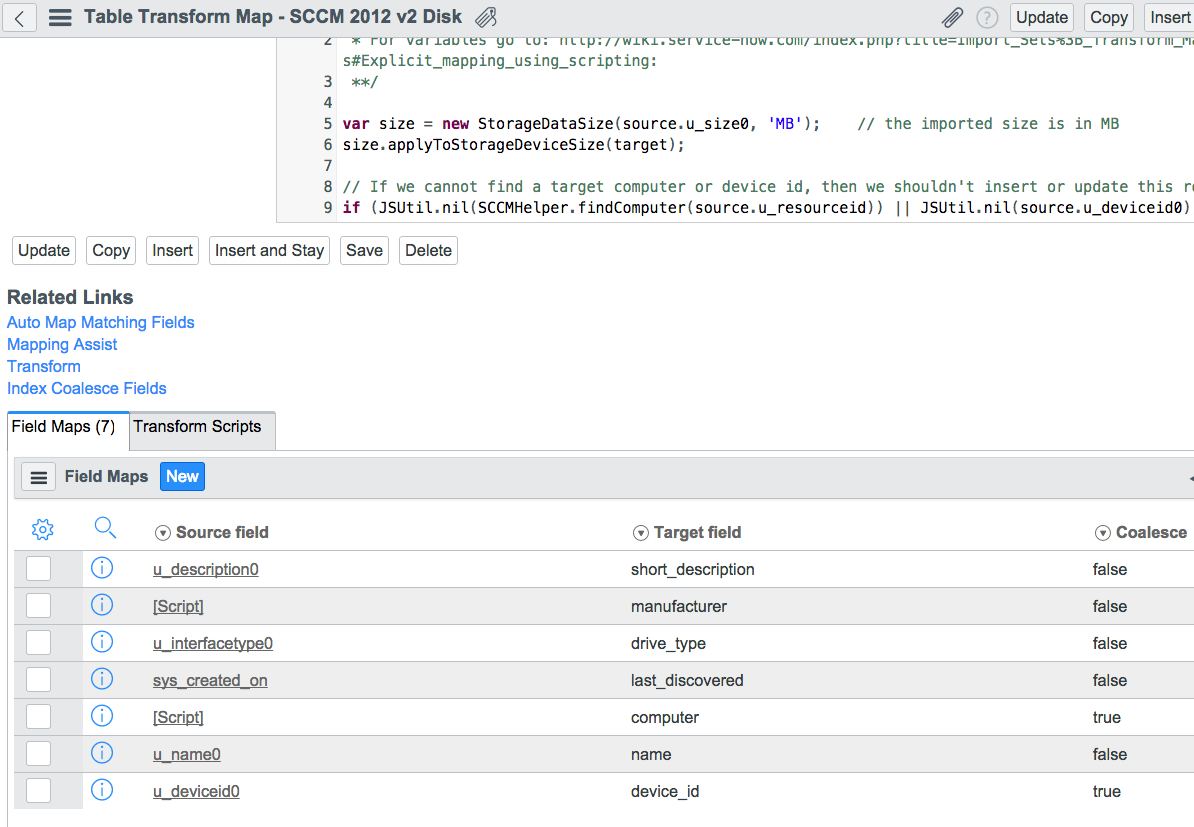 Table Transform Map - SCCM 2012 v2 Disk
? Update Copy Insert
2 * For variables go to: http://wiki.service-now.com/index.php?title=Import_Sets%3B_Transform_Ma
s#Explicit_mapping_using_scripting:
3 **/
4
5 var size = new StorageDataSize(source.u_size0, 'MB'); // the imported size is in MB
6 size.applyToStorageDeviceSize(target);
7
8 // If we cannot find a target computer or device id, then we shouldn't insert or update this re
9 if (JSUtil.nil(SCCMHelper.findComputer(source.u_resourceid)) || JSUtil.nil(source.u_deviceid0)
Update Copy Insert Insert and Stay Save Delete
Related Links
Auto Map Matching Fields
Mapping Assist
Transform
Index Coalesce Fields
Field Maps (7) Transform Scripts
Field Maps New
Source field Target field Coalesce
u_description0 short_description false
[Script] manufacturer false
u_interfacetype0 drive_type false
sys_created_on last_discovered false
[Script] computer true
u_name0 name false
u_deviceid0 device_id true